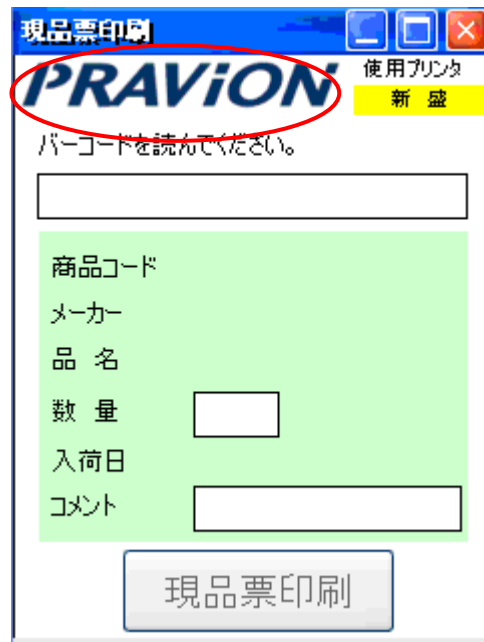 現品票印刷
PRAViON
使用プリンタ
新 盛
バーコードを読んでください。
商品コード
メーカー
品 名
数 量
入荷日
コメント
現品票印刷